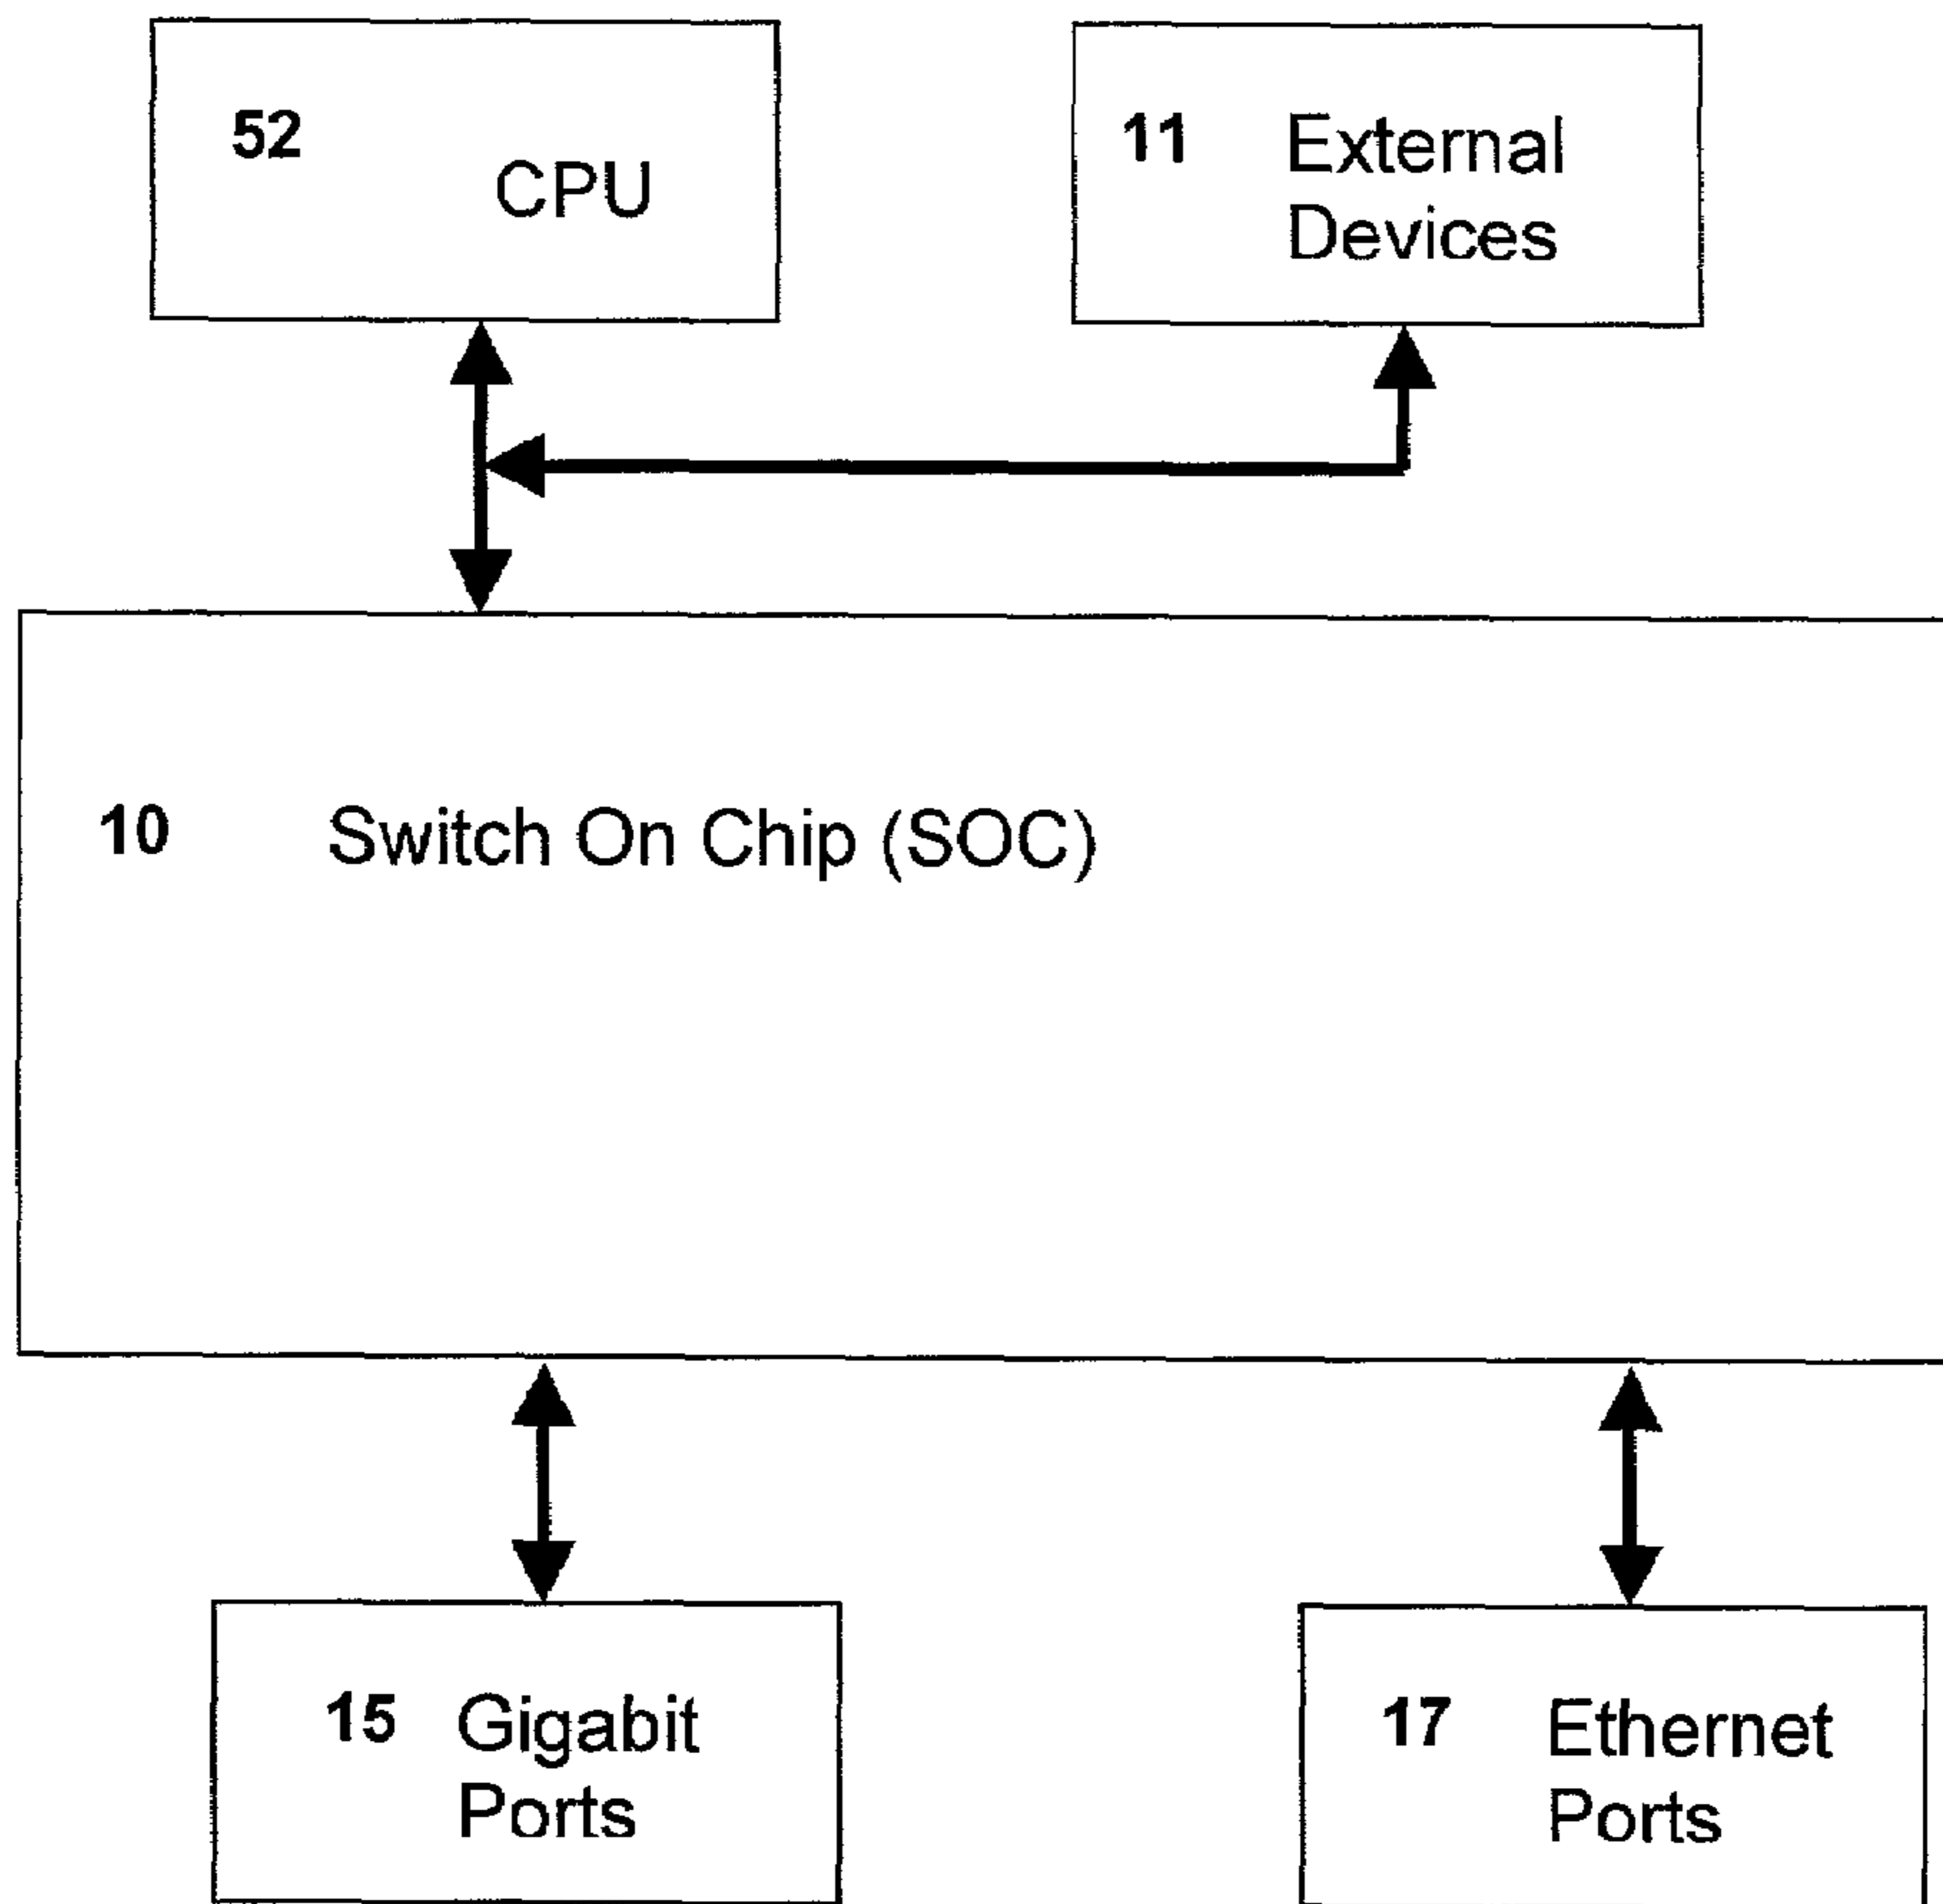 52 CPU
11 External
Devices
10 Switch On Chip (SOC)
15 Gigabit
Ports
17 Ethernet
Ports